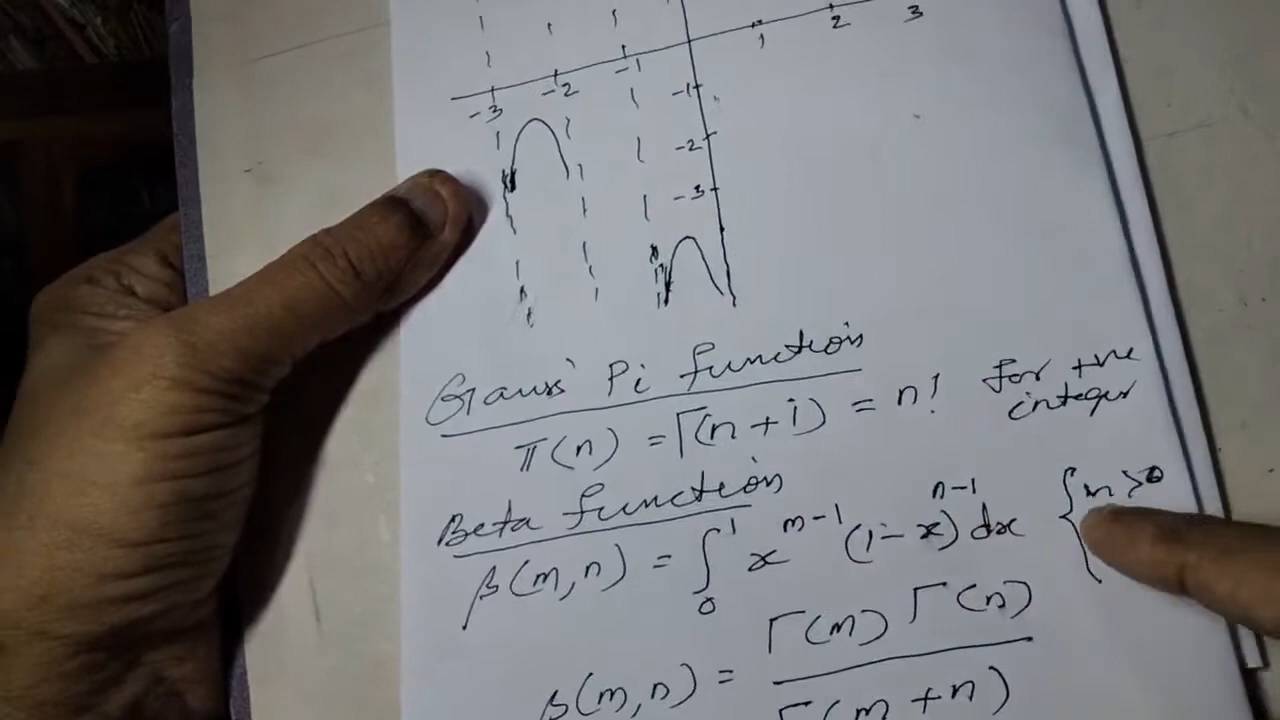 1 2 3
-3 -2 -1
-1
-2
-3
Gauss' Pi function
π(n) = Γ(n+1) = n! for +ve integer
Beta function
β(m,n) = ∫₀¹ x^{m-1} (1-x)^{n-1} dx { m>0
β(m,n) = Γ(m) Γ(n) / Γ(m+n)